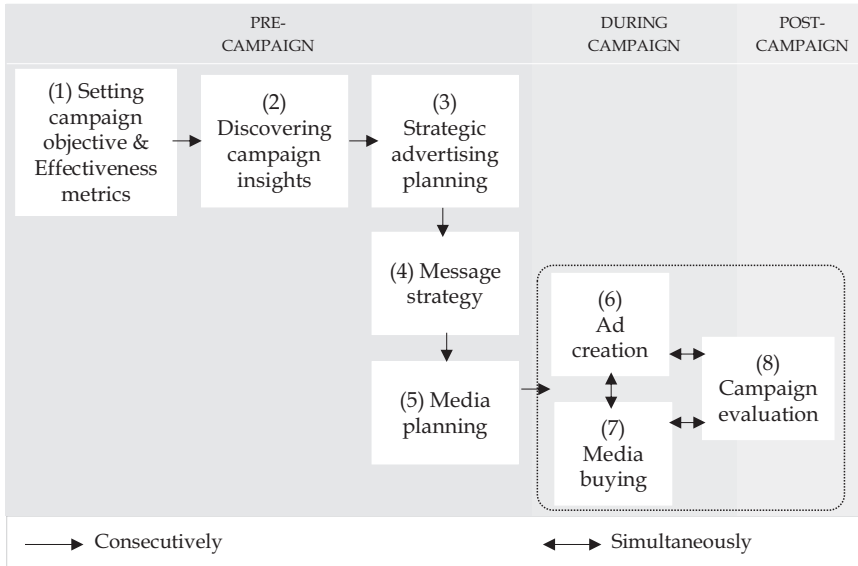 PRE-
CAMPAIGN
DURING
CAMPAIGN
POST-
CAMPAIGN
(1) Setting
campaign
objective &
Effectiveness
metrics
(2)
Discovering
campaign
insights
(3)
Strategic
advertising
planning
(4) Message
strategy
(5) Media
planning
(6)
Ad
creation
(7)
Media
buying
(8)
Campaign
evaluation
Consecutively
Simultaneously